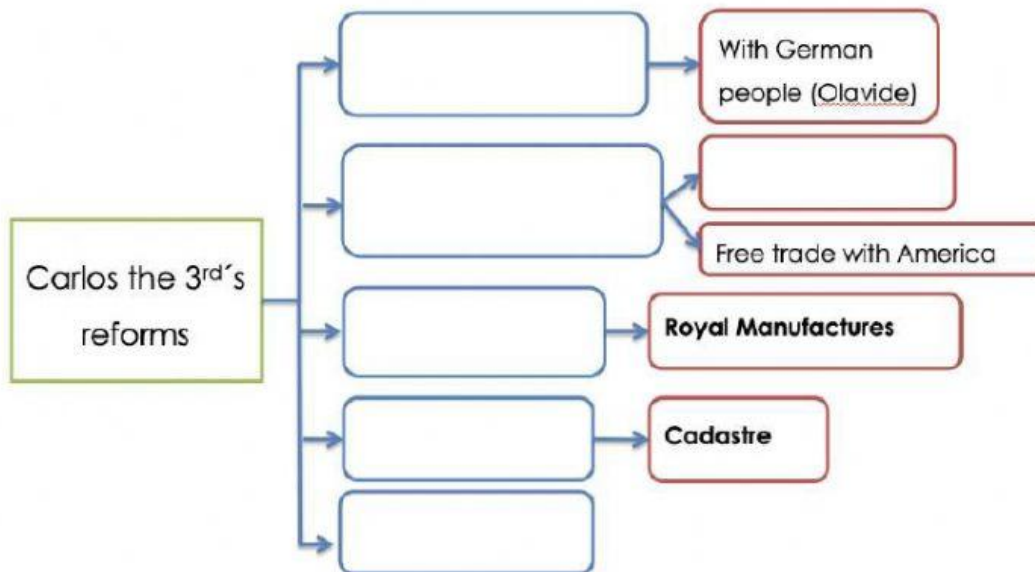 With German
people (Olavide)
Free trade with America
Carlos the 3rd´s
reforms
Royal Manufactures
Cadastre